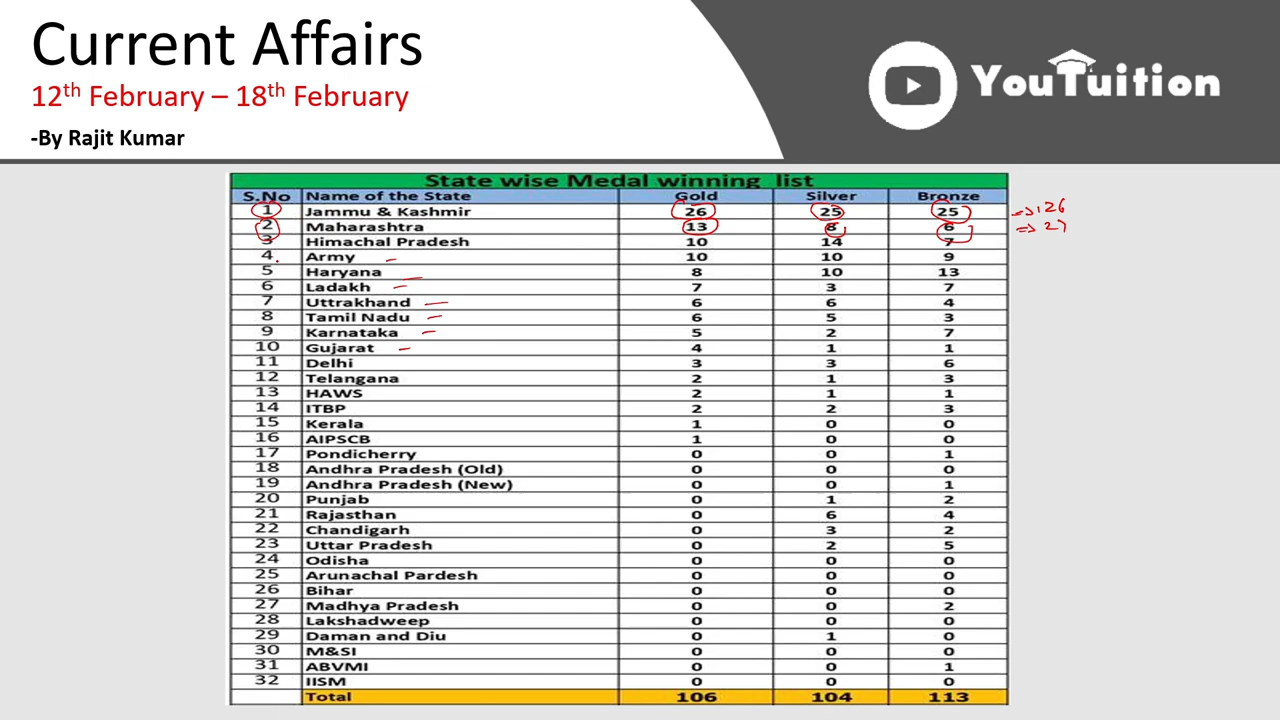 Current Affairs
12th February – 18th February
-By Rajit Kumar
YouTuition
State wise Medal winning list
S.No Name of the State Gold Silver Bronze
1 Jammu & Kashmir 26 25 25 => 126
2 Maharashtra 13 8 6 => 27
3 Himachal Pradesh 10 14 7
4 Army 10 10 9
5 Haryana 8 10 13
6 Ladakh 7 3 7
7 Uttrakhand 6 6 4
8 Tamil Nadu 6 5 3
9 Karnataka 5 2 7
10 Gujarat 4 1 1
11 Delhi 3 3 6
12 Telangana 2 1 3
13 HAWS 2 1 1
14 ITBP 2 2 3
15 Kerala 1 0 0
16 AIPSCB 1 0 0
17 Pondicherry 0 0 1
18 Andhra Pradesh (Old) 0 0 0
19 Andhra Pradesh (New) 0 0 1
20 Punjab 0 1 2
21 Rajasthan 0 6 4
22 Chandigarh 0 3 2
23 Uttar Pradesh 0 2 5
24 Odisha 0 0 0
25 Arunachal Pardesh 0 0 0
26 Bihar 0 0 0
27 Madhya Pradesh 0 0 2
28 Lakshadweep 0 0 0
29 Daman and Diu 0 1 0
30 M&SI 0 0 0
31 ABVMI 0 0 1
32 IISM 0 0 0
Total 106 104 113